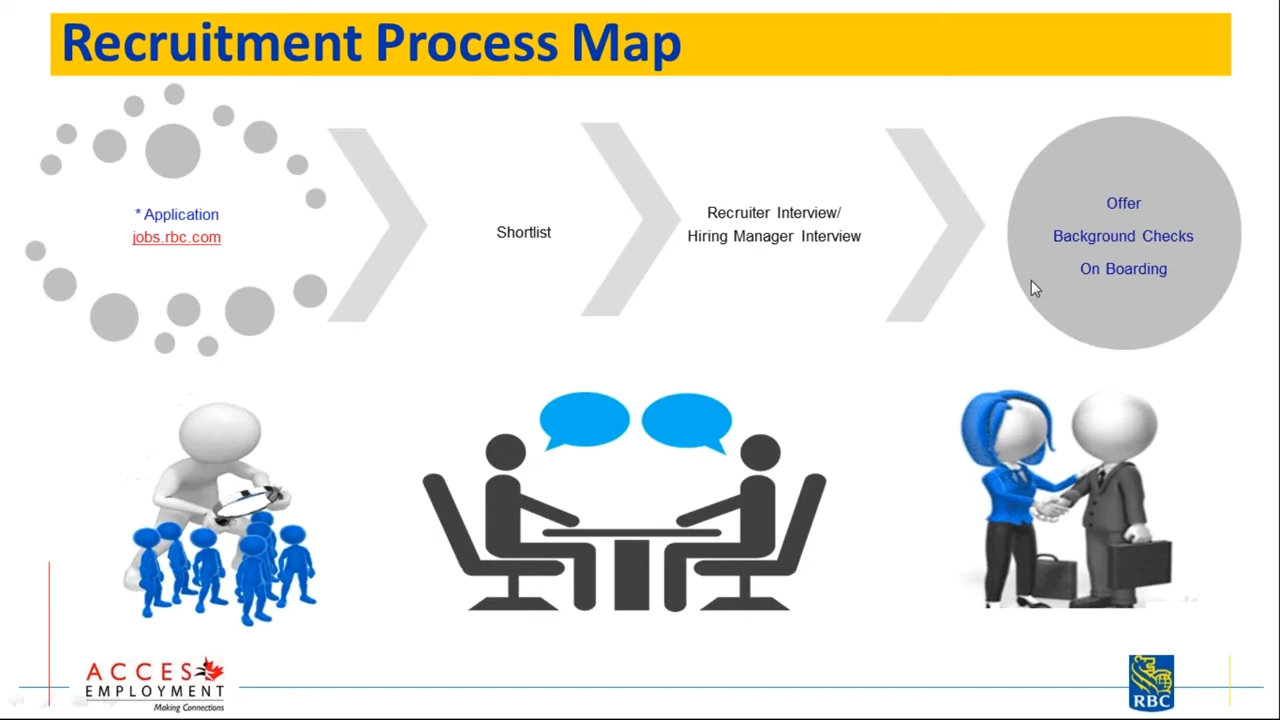 Recruitment Process Map
* Application
jobs.rbc.com
Shortlist
Recruiter Interview/
Hiring Manager Interview
Offer
Background Checks
On Boarding
ACCES
EMPLOYMENT
Making Connections
RBC